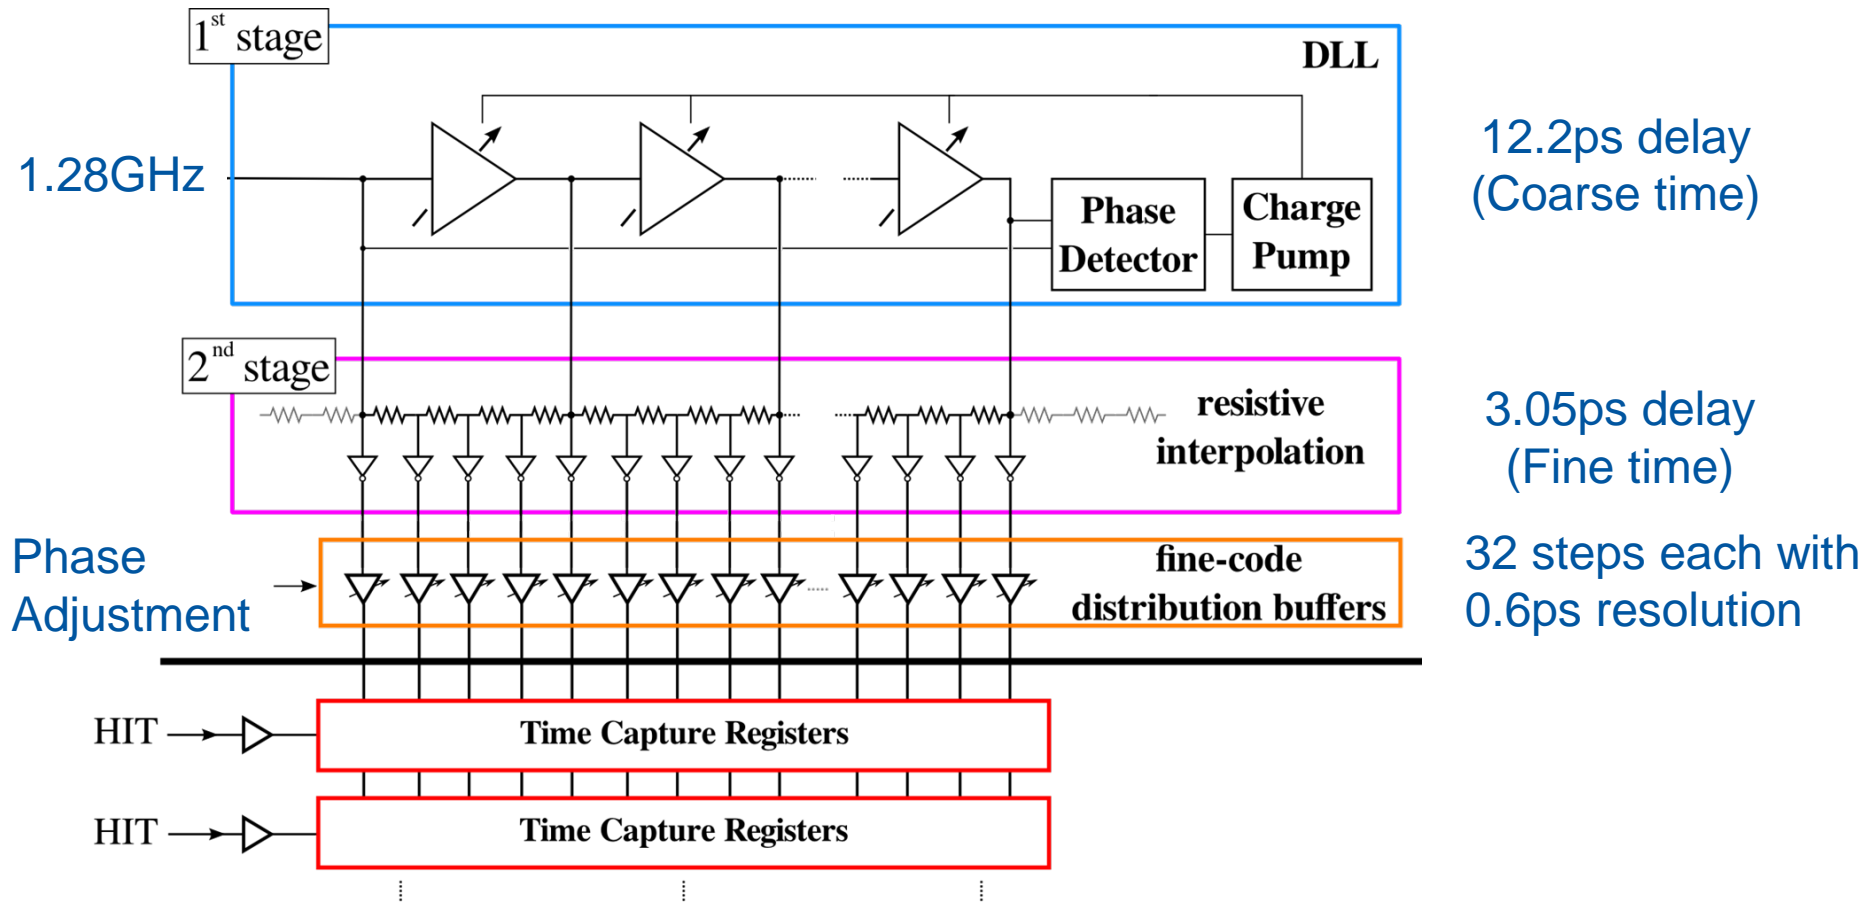 1st stage
DLL
1.28GHz
Phase
Detector
Charge
Pump
12.2ps delay
(Coarse time)
2nd stage
resistive
interpolation
3.05ps delay
(Fine time)
Phase
Adjustment
fine-code
distribution buffers
32 steps each with
0.6ps resolution
HIT
Time Capture Registers
HIT
Time Capture Registers